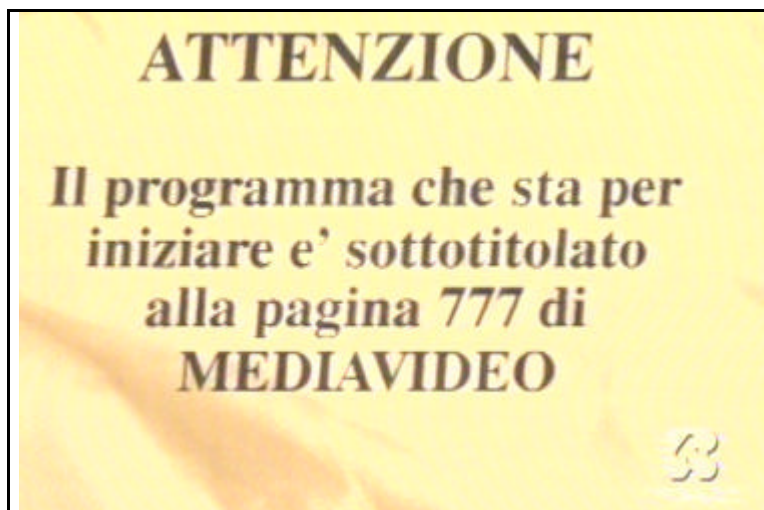 ATTENZIONE
Il programma che sta per
iniziare e' sottotitolato
alla pagina 777 di
MEDIAVIDEO